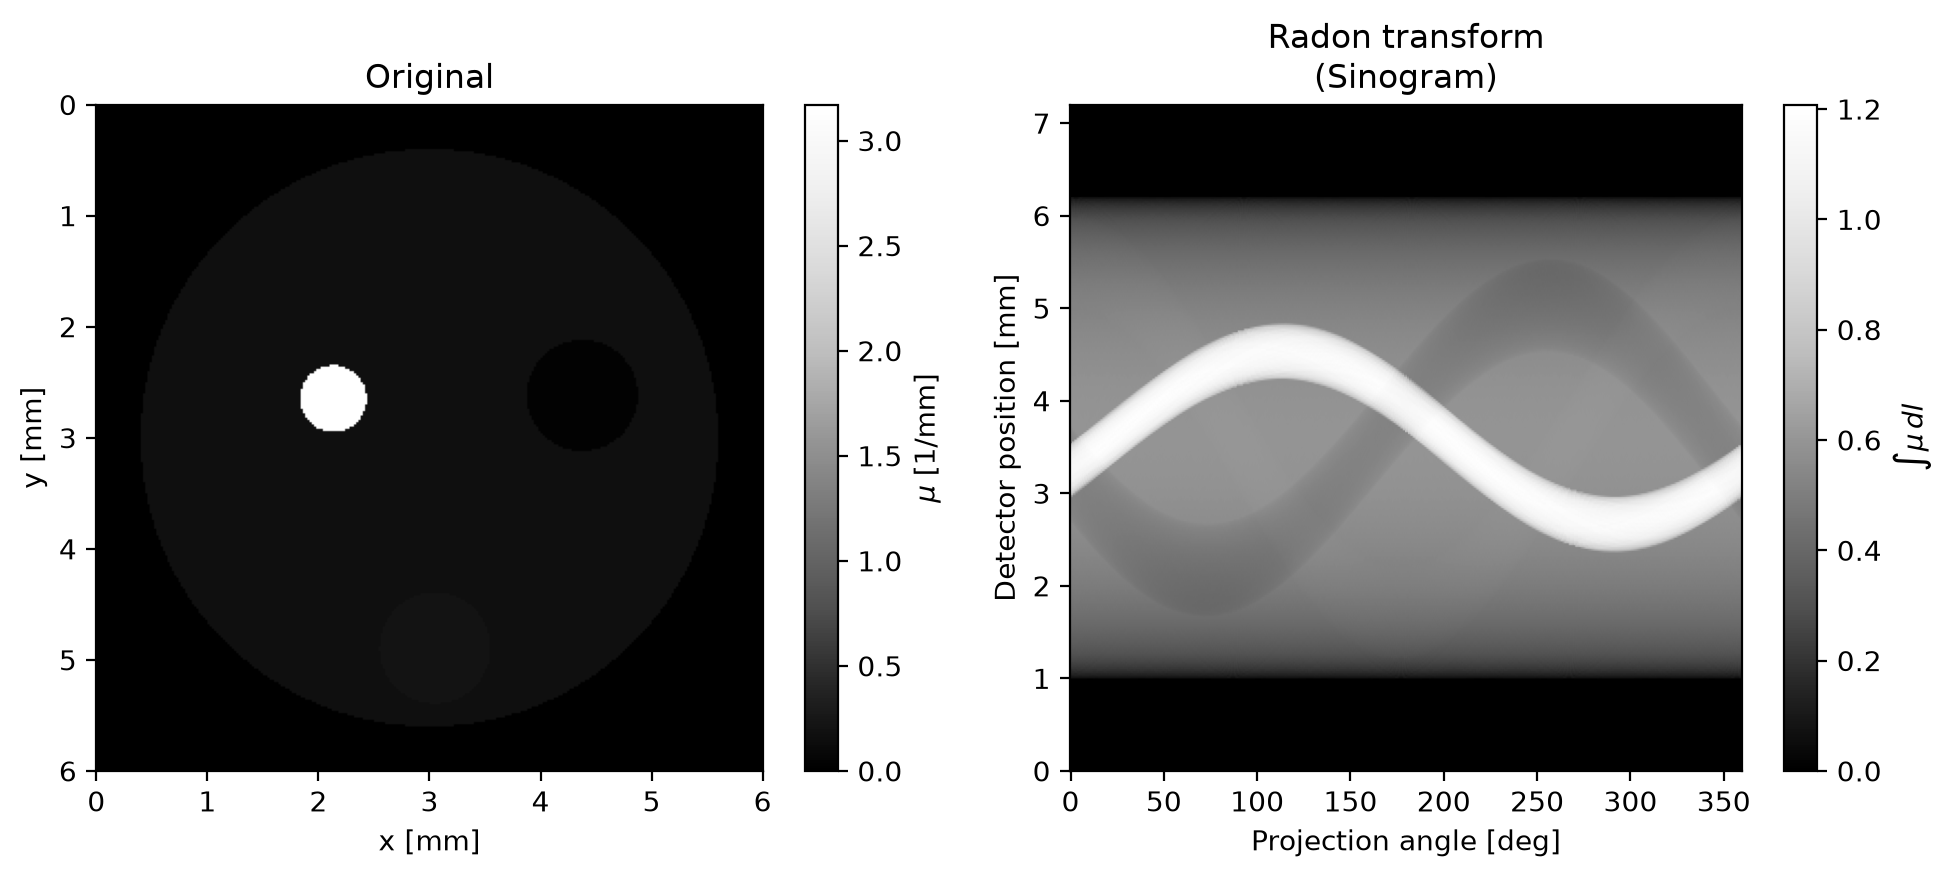 Original
0
1
2
3
4
5
6
y [mm]
0 1 2 3 4 5 6
x [mm]
3.0
2.5
2.0
1.5
1.0
0.5
0.0
μ [1/mm]
Radon transform
(Sinogram)
7
6
5
4
3
2
1
0
Detector position [mm]
0 50 100 150 200 250 300 350
Projection angle [deg]
1.2
1.0
0.8
0.6
0.4
0.2
0.0
∫μ dl